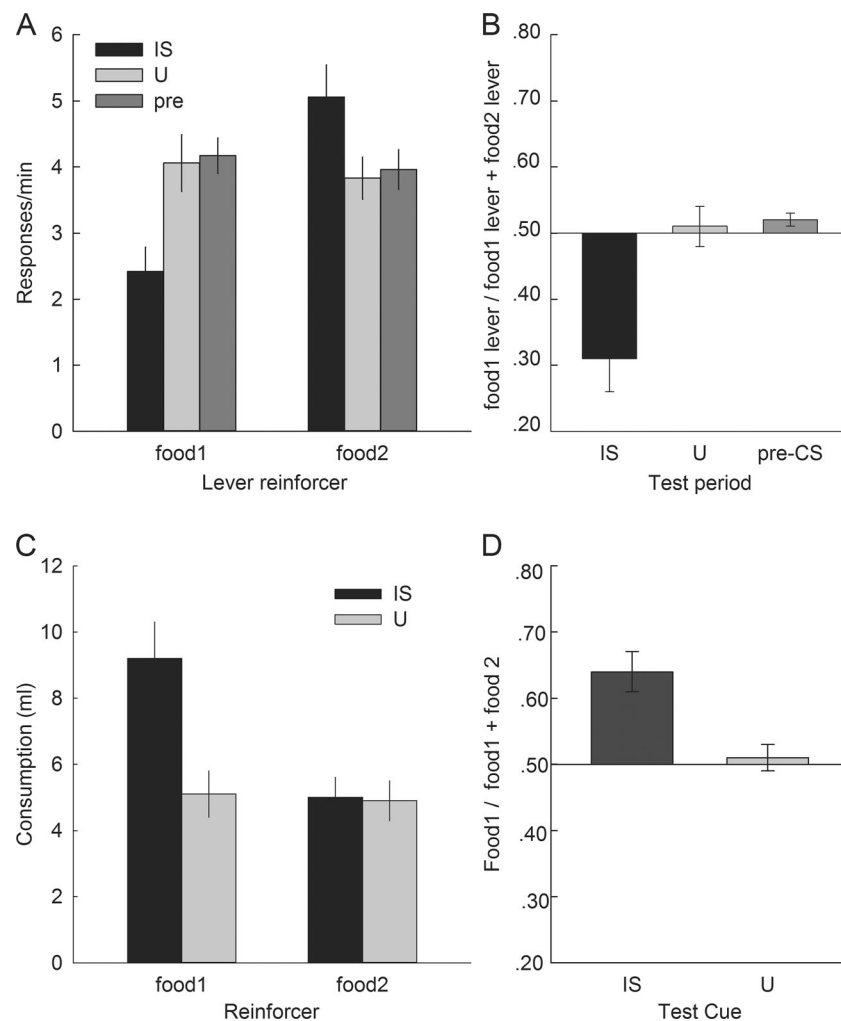 A
6
5
4
3
2
1
0
Responses/min
IS
U
pre
food1
food2
Lever reinforcer
B
.80
.70
.60
.50
.40
.30
.20
food1 lever / food1 lever + food2 lever
IS
U
pre-CS
Test period
C
12
10
8
6
4
2
0
Consumption (ml)
IS
U
food1
food2
Reinforcer
D
.80
.70
.60
.50
.40
.30
.20
Food1 / food1 + food 2
IS
U
Test Cue